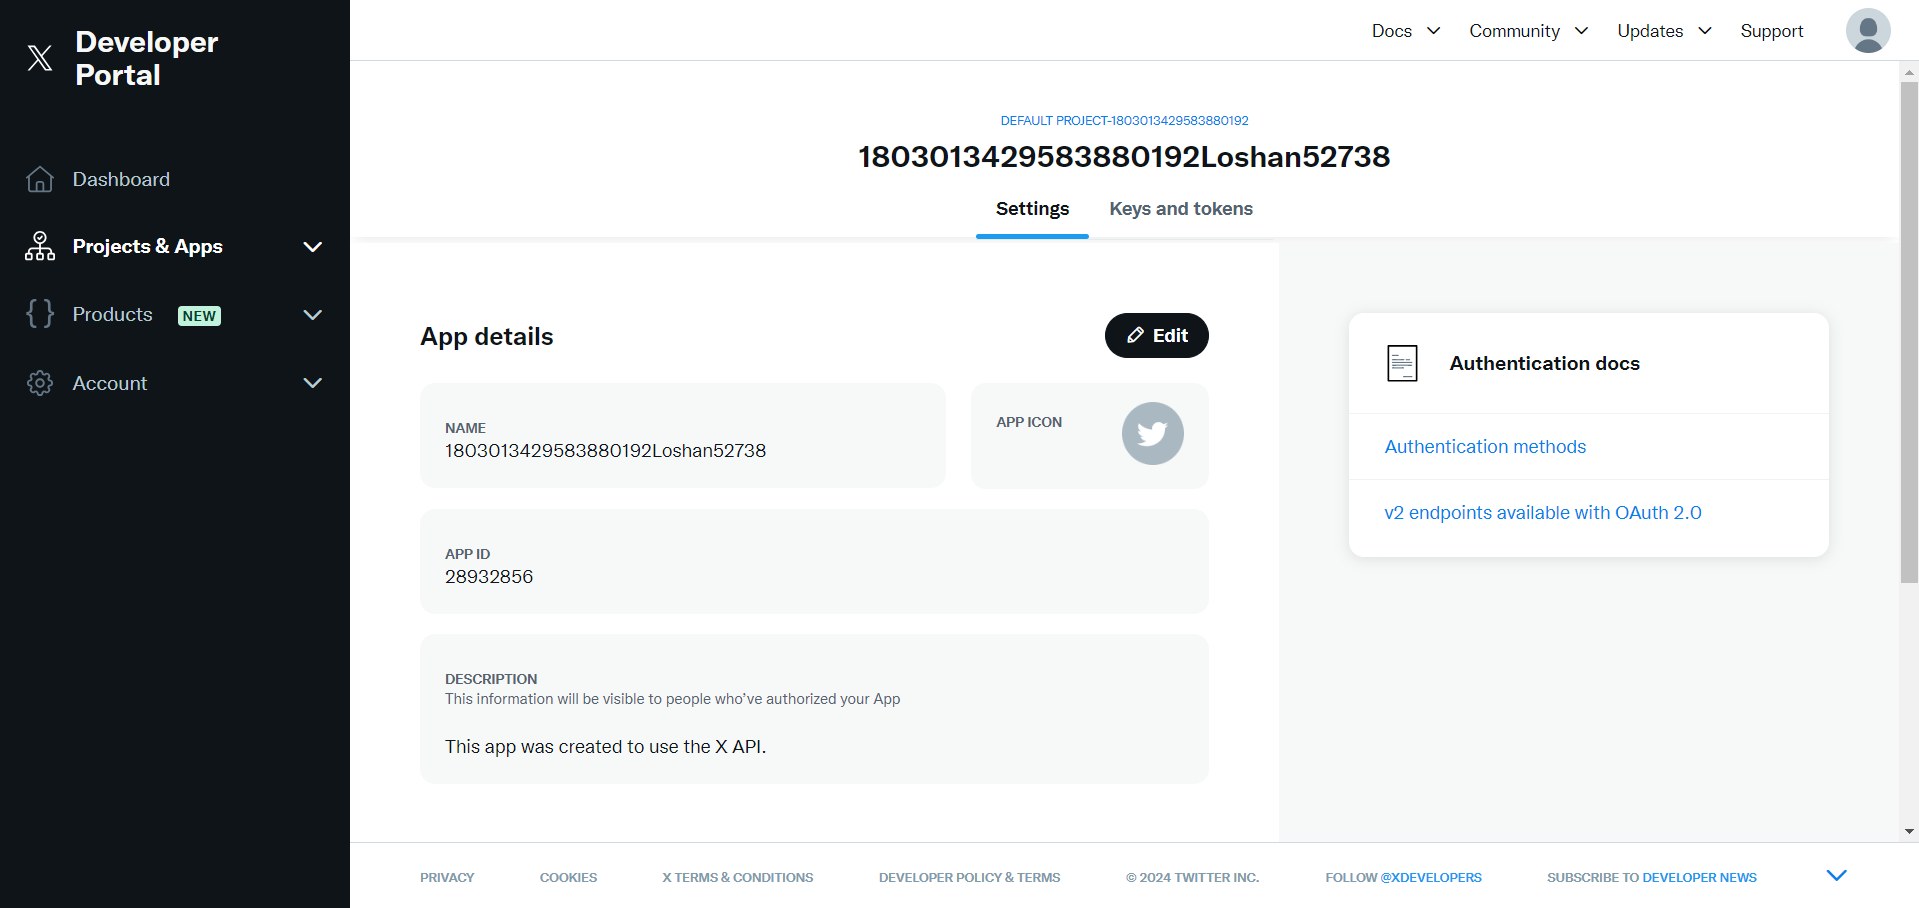 Developer
Portal
Dashboard
Projects & Apps
Products NEW
Account
Docs Community Updates Support
DEFAULT PROJECT-1803013429583880192
1803013429583880192Loshan52738
Settings Keys and tokens
App details
Edit
NAME
1803013429583880192Loshan52738
APP ICON
APP ID
28932856
DESCRIPTION
This information will be visible to people who’ve authorized your App
This app was created to use the X API.
Authentication docs
Authentication methods
v2 endpoints available with OAuth 2.0
PRIVACY COOKIES X TERMS & CONDITIONS DEVELOPER POLICY & TERMS © 2024 TWITTER INC. FOLLOW @XDEVELOPERS SUBSCRIBE TO DEVELOPER NEWS